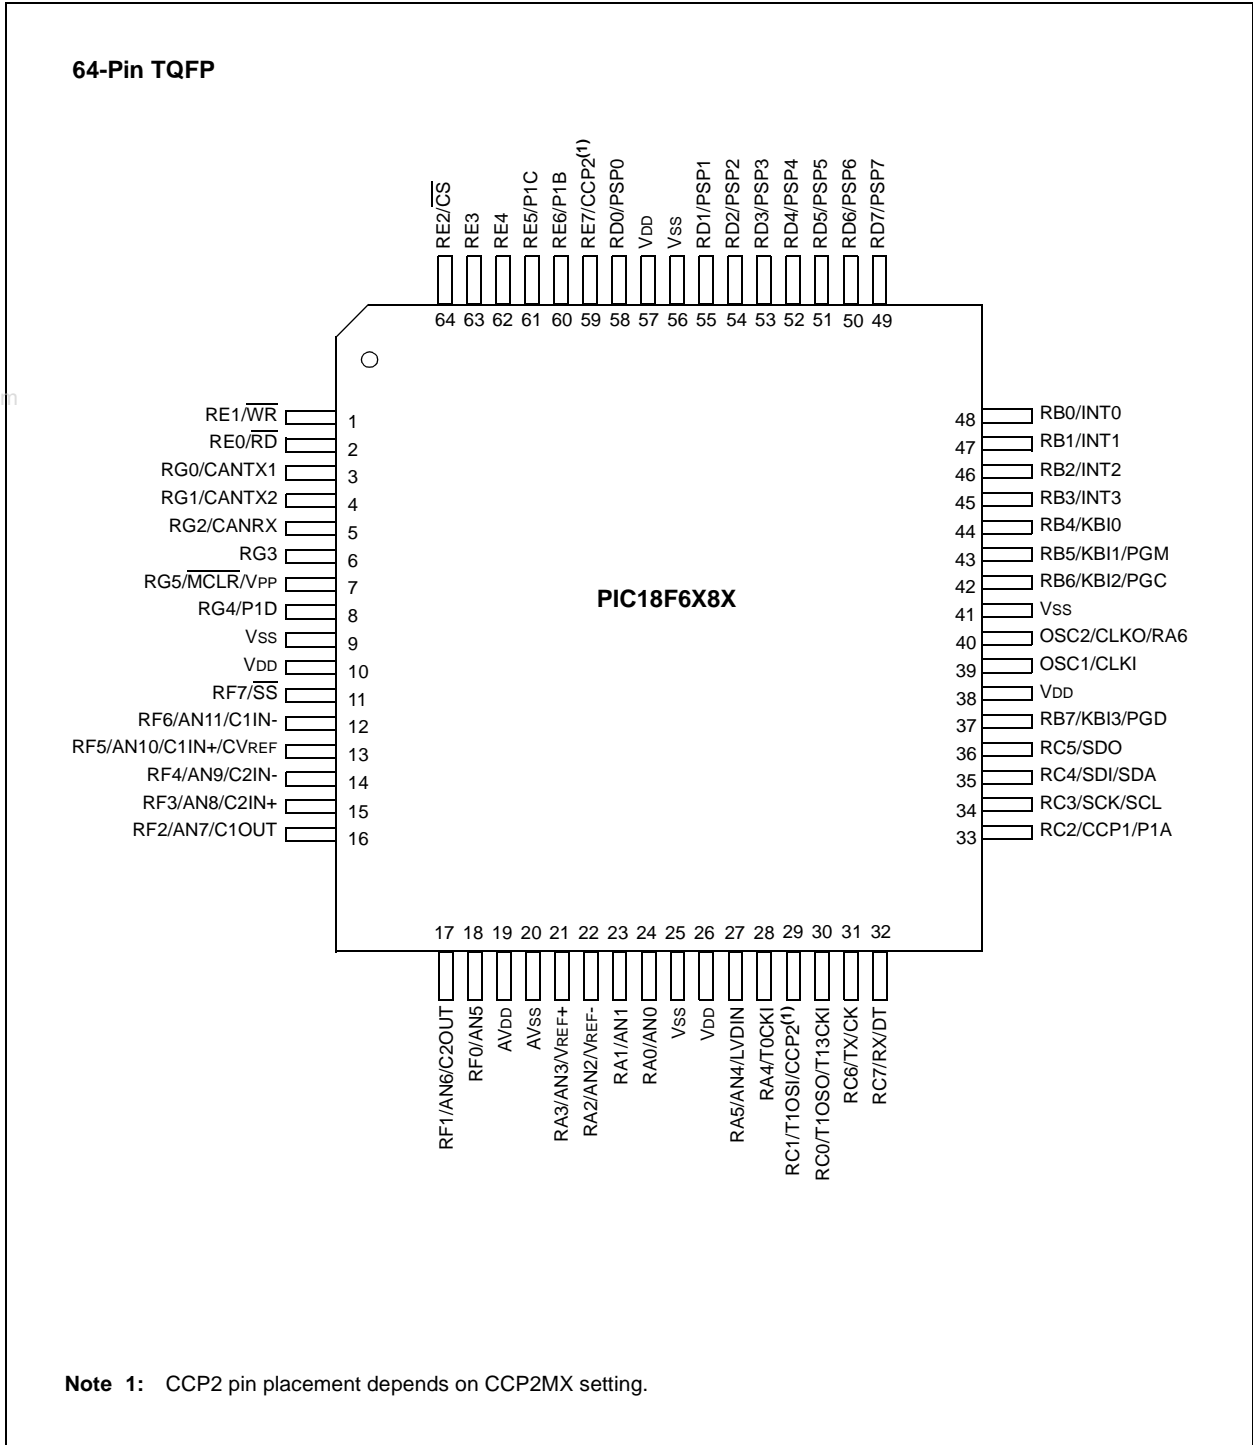 64-Pin TQFP
RE2/C̅S̅
RE3
RE4
RE5/P1C
RE6/P1B
RE7/CCP2(1)
RD0/PSP0
VDD
VSS
RD1/PSP1
RD2/PSP2
RD3/PSP3
RD4/PSP4
RD5/PSP5
RD6/PSP6
RD7/PSP7
64 63 62 61 60 59 58 57 56 55 54 53 52 51 50 49
m
RE1/W̅R̅ 1
RE0/R̅D̅ 2
RG0/CANTX1 3
RG1/CANTX2 4
RG2/CANRX 5
RG3 6
RG5/M̅C̅L̅R̅/VPP 7
RG4/P1D 8
VSS 9
VDD 10
RF7/S̅S̅ 11
RF6/AN11/C1IN- 12
RF5/AN10/C1IN+/CVREF 13
RF4/AN9/C2IN- 14
RF3/AN8/C2IN+ 15
RF2/AN7/C1OUT 16
PIC18F6X8X
48 RB0/INT0
47 RB1/INT1
46 RB2/INT2
45 RB3/INT3
44 RB4/KBI0
43 RB5/KBI1/PGM
42 RB6/KBI2/PGC
41 VSS
40 OSC2/CLKO/RA6
39 OSC1/CLKI
38 VDD
37 RB7/KBI3/PGD
36 RC5/SDO
35 RC4/SDI/SDA
34 RC3/SCK/SCL
33 RC2/CCP1/P1A
17 18 19 20 21 22 23 24 25 26 27 28 29 30 31 32
RF1/AN6/C2OUT
RF0/AN5
AVDD
AVSS
RA3/AN3/VREF+
RA2/AN2/VREF-
RA1/AN1
RA0/AN0
VSS
VDD
RA5/AN4/LVDIN
RA4/T0CKI
RC1/T1OSI/CCP2(1)
RC0/T1OSO/T13CKI
RC6/TX/CK
RC7/RX/DT
Note 1: CCP2 pin placement depends on CCP2MX setting.